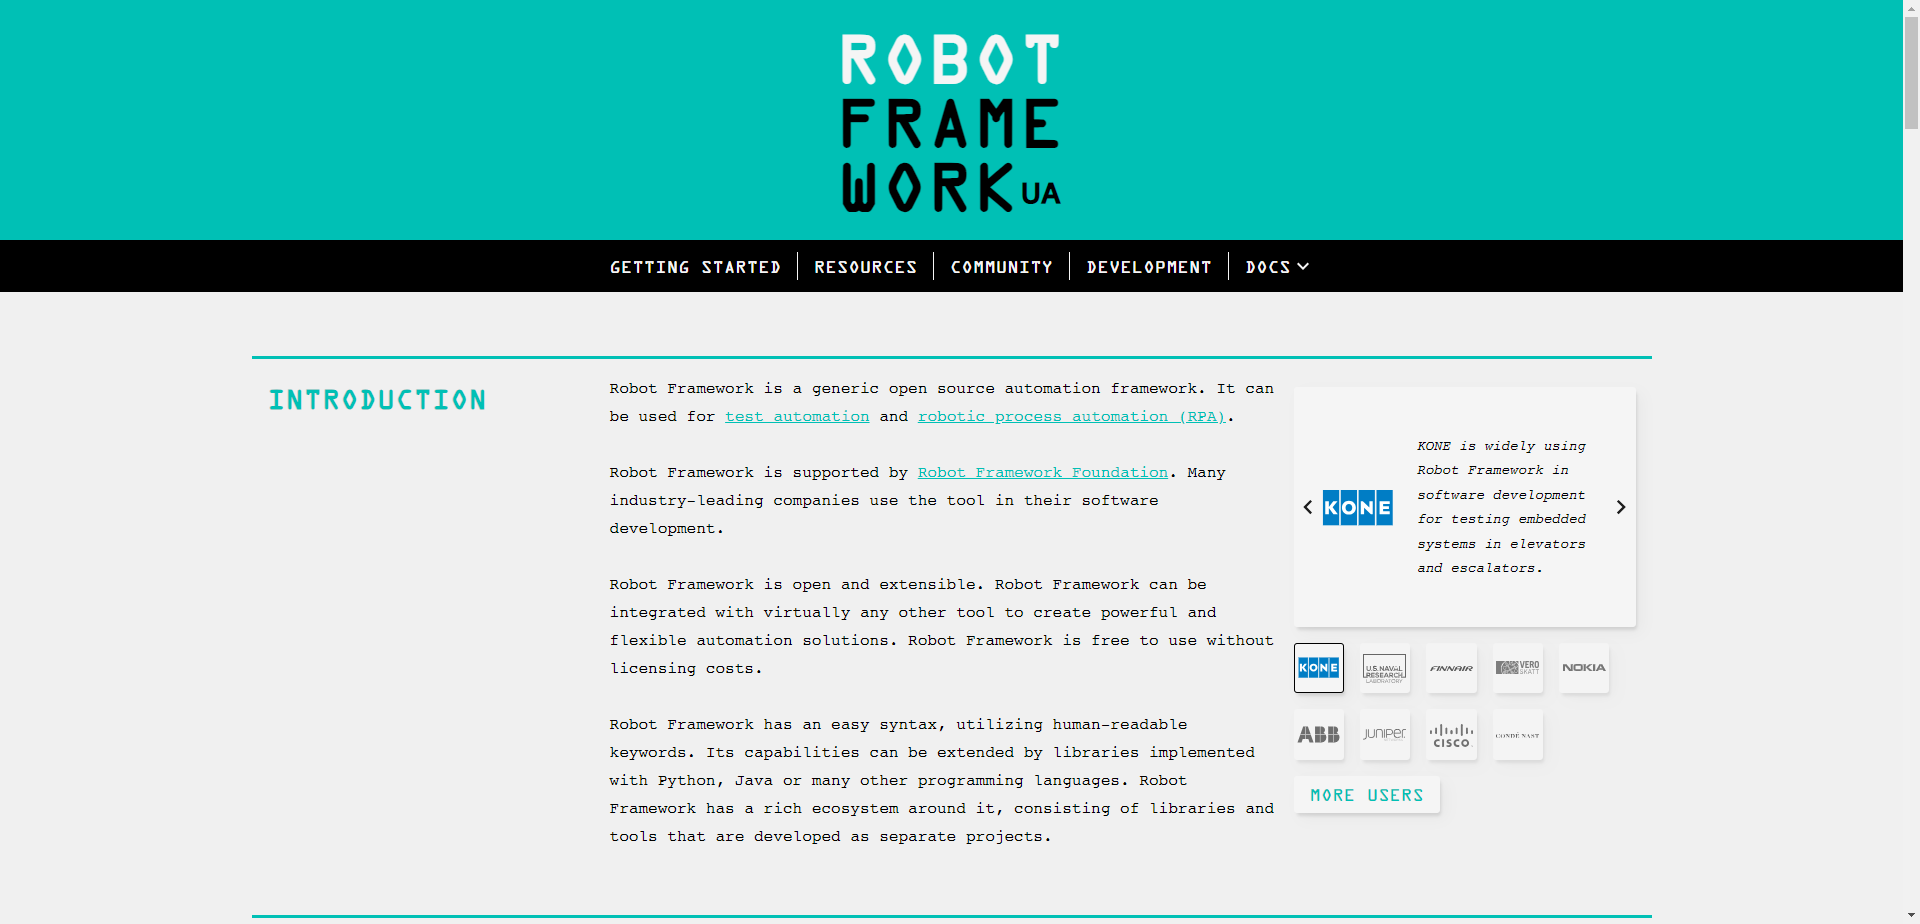 ROBOT
FRAME
WORK UA
GETTING STARTED
RESOURCES
COMMUNITY
DEVELOPMENT
DOCS
INTRODUCTION
Robot Framework is a generic open source automation framework. It can
be used for test automation and robotic process automation (RPA).
Robot Framework is supported by Robot Framework Foundation. Many
industry-leading companies use the tool in their software
development.
Robot Framework is open and extensible. Robot Framework can be
integrated with virtually any other tool to create powerful and
flexible automation solutions. Robot Framework is free to use without
licensing costs.
Robot Framework has an easy syntax, utilizing human-readable
keywords. Its capabilities can be extended by libraries implemented
with Python, Java or many other programming languages. Robot
Framework has a rich ecosystem around it, consisting of libraries and
tools that are developed as separate projects.
KONE
KONE is widely using
Robot Framework in
software development
for testing embedded
systems in elevators
and escalators.
KONE
U.S. NAVAL
RESEARCH
LABORATORY
FINNAIR
VERO
SKATT
NOKIA
ABB
JUNIPER
CISCO
CONDÉ NAST
MORE USERS